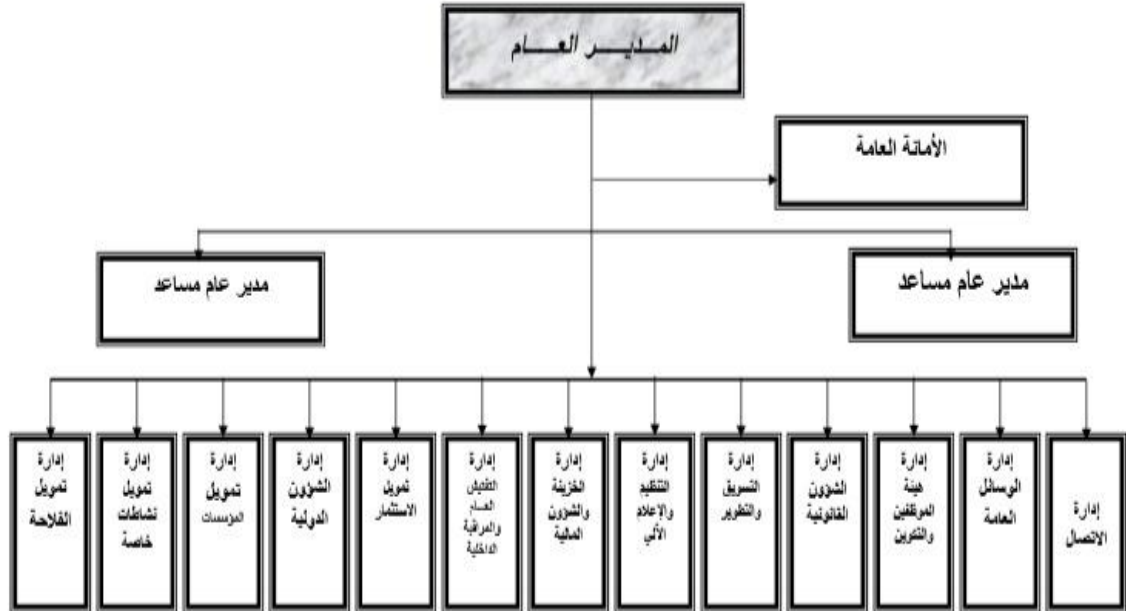 المـديـــر العـــــام
الأمانة العامة
مدير عام مساعد
مدير عام مساعد
إدارة
الاتصال
إدارة
الوسائل
العامة
إدارة
هيئة
الموظفين
والتكوين
إدارة
الشؤون
القانونية
إدارة
التسويق
والتطوير
إدارة
التنظيم
والإعلام
الآلي
إدارة
الخزينة
والشؤون
المالية
إدارة
التفتيش
العام
والمراقبة
الداخلية
إدارة
تمويل
الاستثمار
إدارة
الشؤون
الدولية
إدارة
تمويل
المؤسسات
إدارة
تمويل
نشاطات
خاصة
إدارة
تمويل
الفلاحة